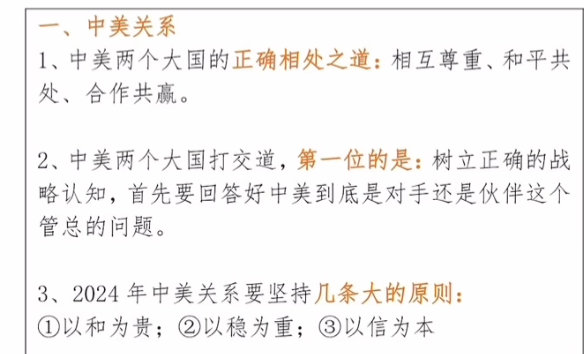 一、中美关系
1、中美两个大国的正确相处之道：相互尊重、和平共
处、合作共赢。
2、中美两个大国打交道，第一位的是：树立正确的战
略认知，首先要回答好中美到底是对手还是伙伴这个
管总的问题。
3、2024 年中美关系要坚持几条大的原则：
①以和为贵；②以稳为重；③以信为本